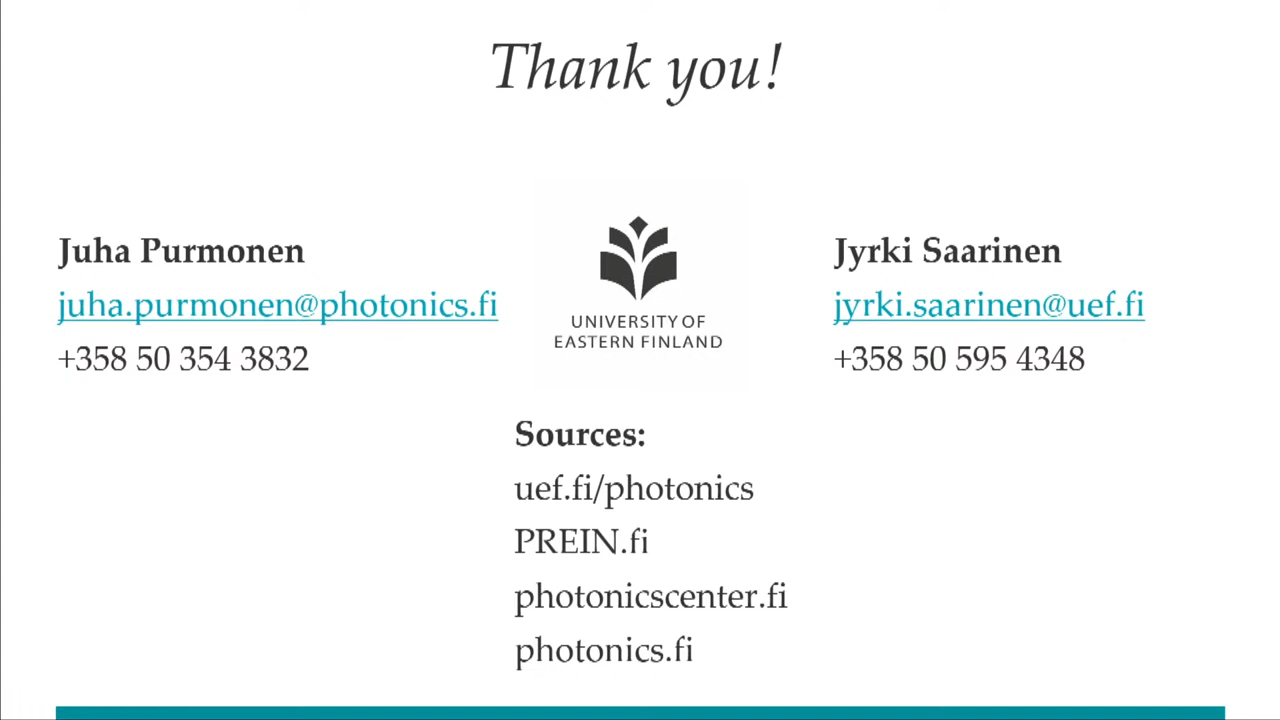 Thank you!
Juha Purmonen
juha.purmonen@photonics.fi
+358 50 354 3832
UNIVERSITY OF
EASTERN FINLAND
Jyrki Saarinen
jyrki.saarinen@uef.fi
+358 50 595 4348
Sources:
uef.fi/photonics
PREIN.fi
photonicscenter.fi
photonics.fi